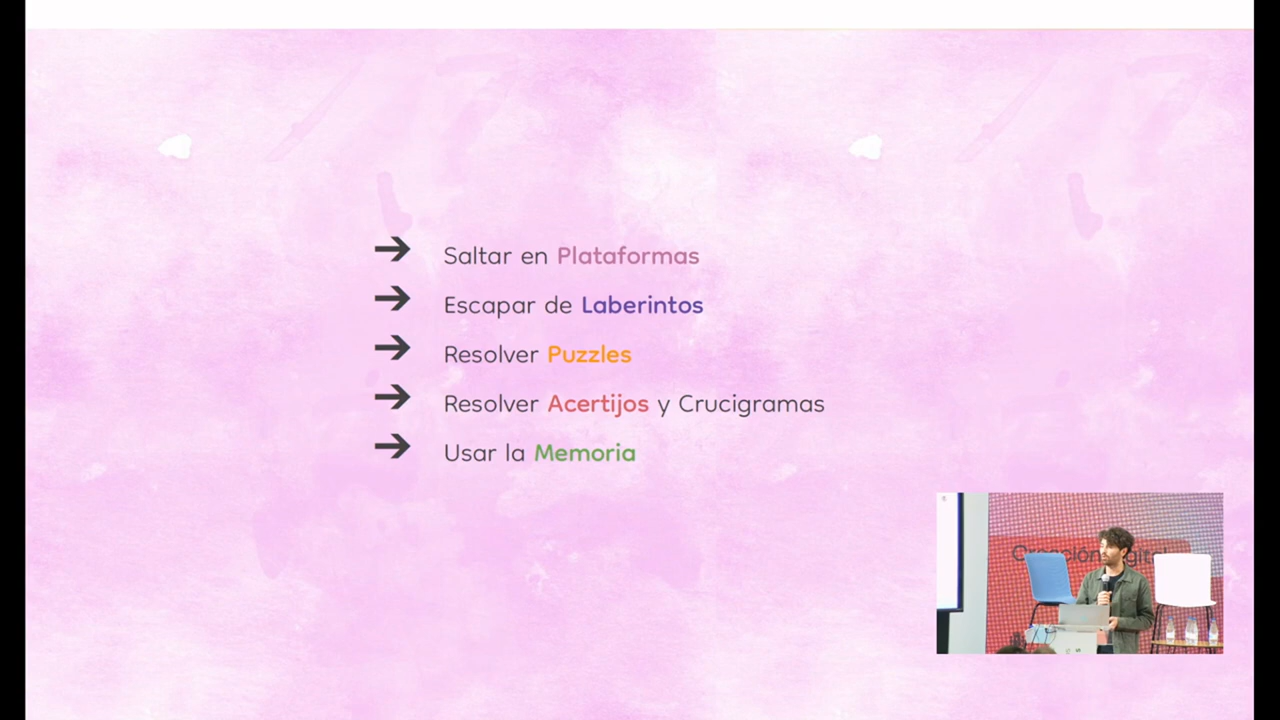 Saltar en Plataformas
Escapar de Laberintos
Resolver Puzzles
Resolver Acertijos y Crucigramas
Usar la Memoria